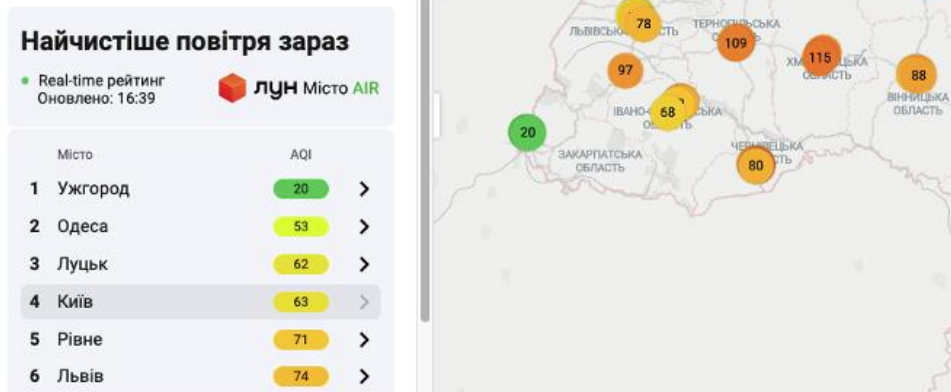 Найчистіше повітря зараз
Real-time рейтинг
Оновлено: 16:39
ЛУН Місто AIR
Місто AQI
1 Ужгород 20
2 Одеса 53
3 Луцьк 62
4 Київ 63
5 Рівне 71
6 Львів 74
78
109
115
97
88
ВІННИЦЬКА
ОБЛАСТЬ
68
20
ЗАКАРПАТСЬКА
ОБЛАСТЬ
80